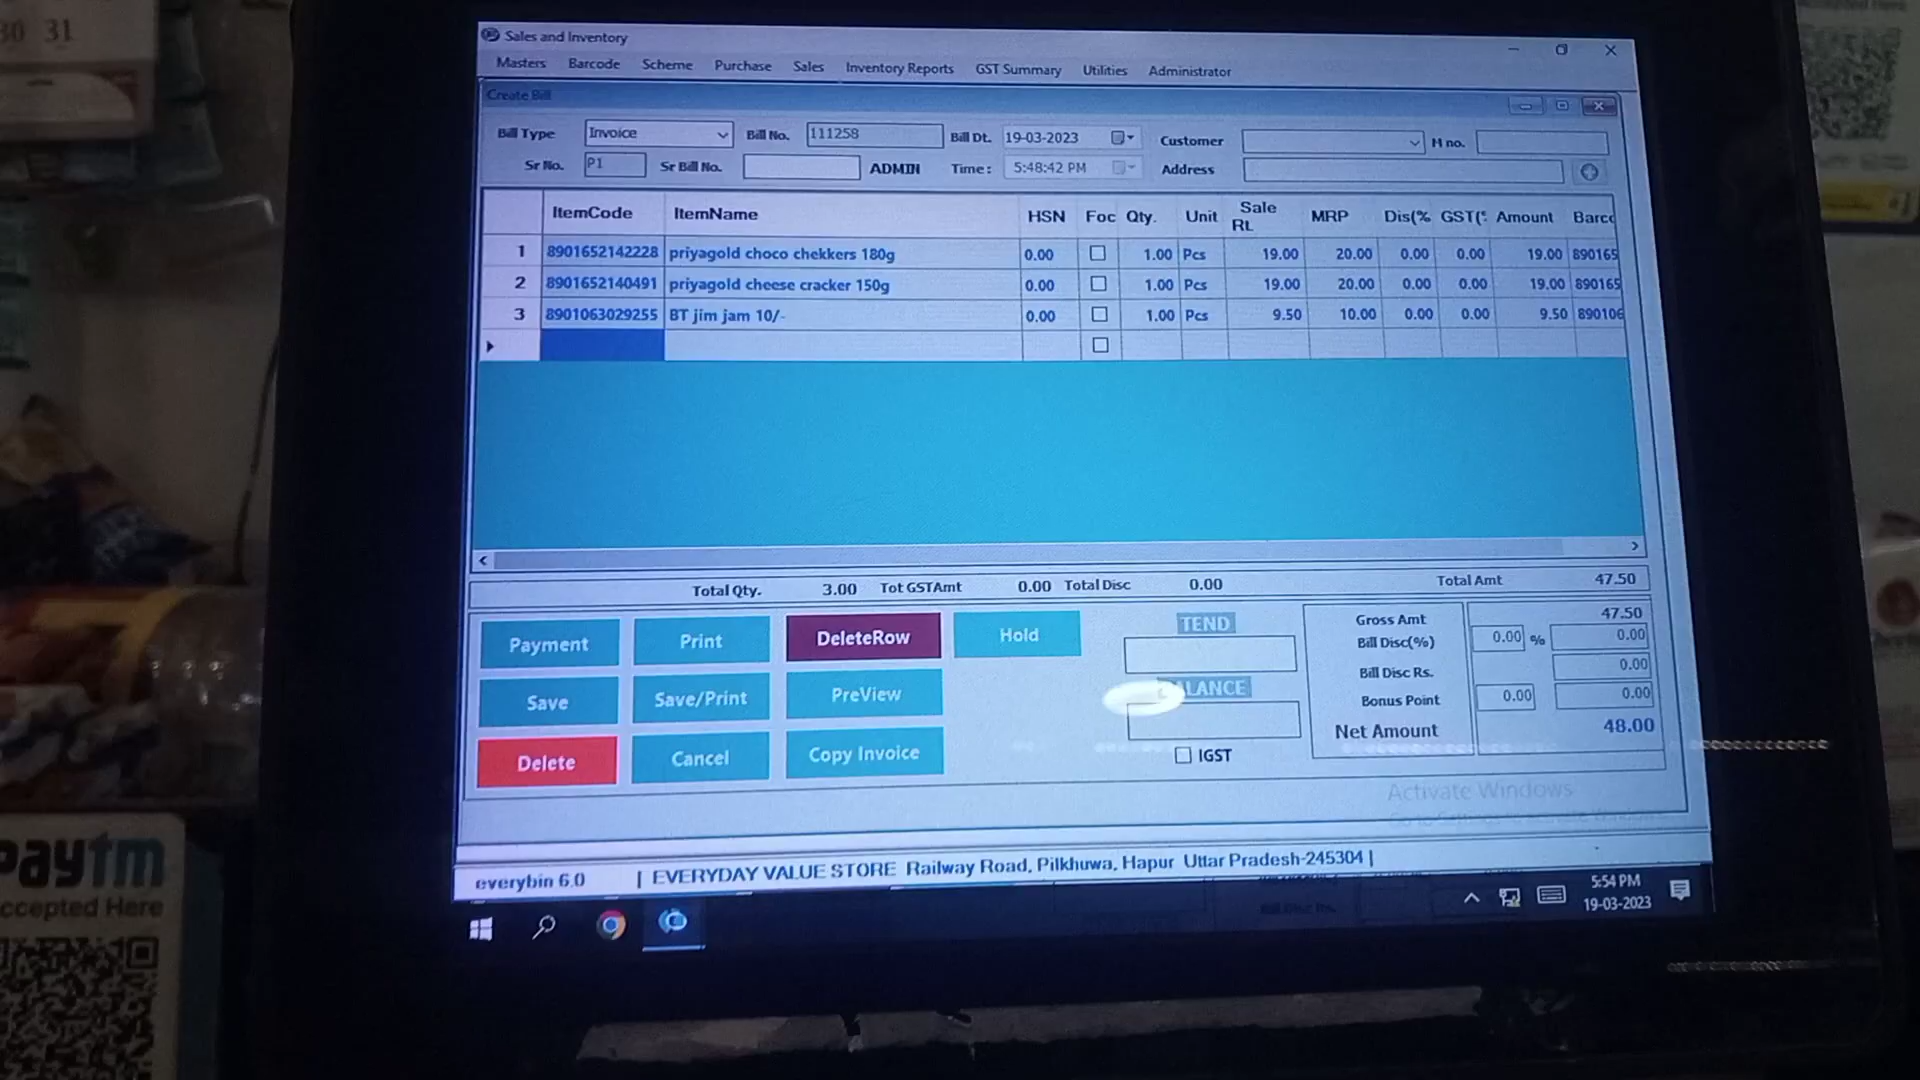 30 31
Sales and Inventory
Masters Barcode Scheme Purchase Sales Inventory Reports GST Summary Utilities Administrator
Create Bill
Bill Type Invoice Bill No. 111258 Bill Dt. 19-03-2023 Customer M no.
Sr No. P1 Sr Bill No. ADMIN Time : 5:48:42 PM Address
ItemCode ItemName HSN Foc Qty. Unit Sale Rt. MRP Dis(% GST(% Amount Barco
1 8901652142228 priyagold choco chekkers 180g 0.00 1.00 Pcs 19.00 20.00 0.00 0.00 19.00 890165
2 8901652140491 priyagold cheese cracker 150g 0.00 1.00 Pcs 19.00 20.00 0.00 0.00 19.00 890165
3 8901063029255 BT jim jam 10/- 0.00 1.00 Pcs 9.50 10.00 0.00 0.00 9.50 890106
Total Qty. 3.00 Tot GSTAmt 0.00 Total Disc 0.00 Total Amt 47.50
Payment Print DeleteRow Hold TEND Gross Amt 47.50
Bill Disc(%) 0.00 % 0.00
Save Save/Print PreView ALANCE Bill Disc Rs. 0.00
Bonus Point 0.00 0.00
Delete Cancel Copy Invoice IGST Net Amount 48.00
Activate Windows
everybin 6.0 | EVERYDAY VALUE STORE Railway Road, Pilkhuwa, Hapur Uttar Pradesh-245304 |
5:54 PM
19-03-2023
paytm
ccepted Here